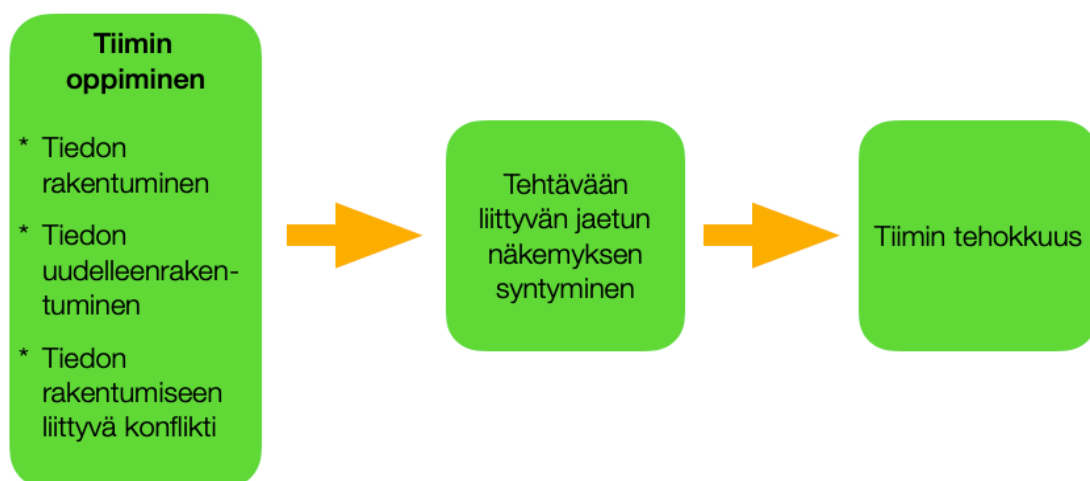 Tiimin
oppiminen
* Tiedon
rakentuminen
* Tiedon
uudelleenraken-
tuminen
* Tiedon
rakentumiseen
liittyvä konflikti
Tehtävään
liittyvän jaetun
näkemyksen
syntyminen
Tiimin tehokkuus